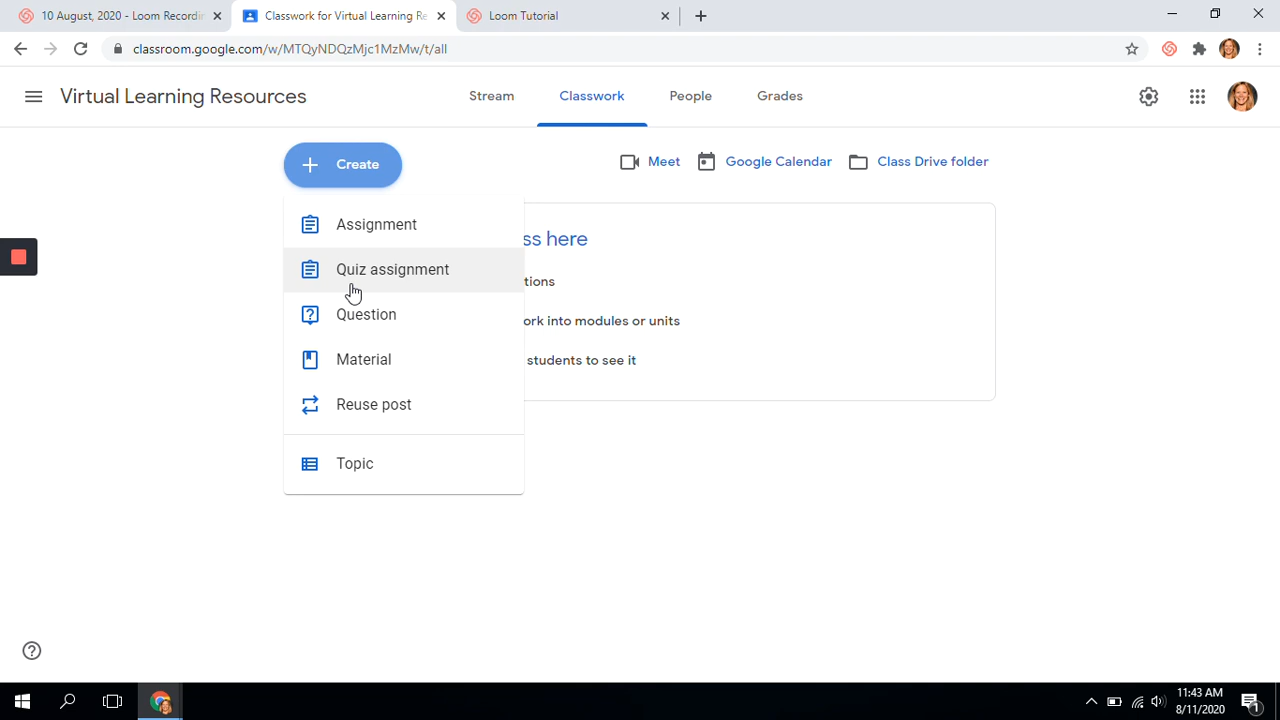 10 August, 2020 - Loom Recordin
Classwork for Virtual Learning Re
Loom Tutorial
classroom.google.com/w/MTQyNDQzMjc1MzMw/t/all
Virtual Learning Resources
Stream
Classwork
People
Grades
Create
Meet
Google Calendar
Class Drive folder
Assignment
ss here
Quiz assignment
tions
Question
ork into modules or units
Material
students to see it
Reuse post
Topic
11:43 AM
8/11/2020
1